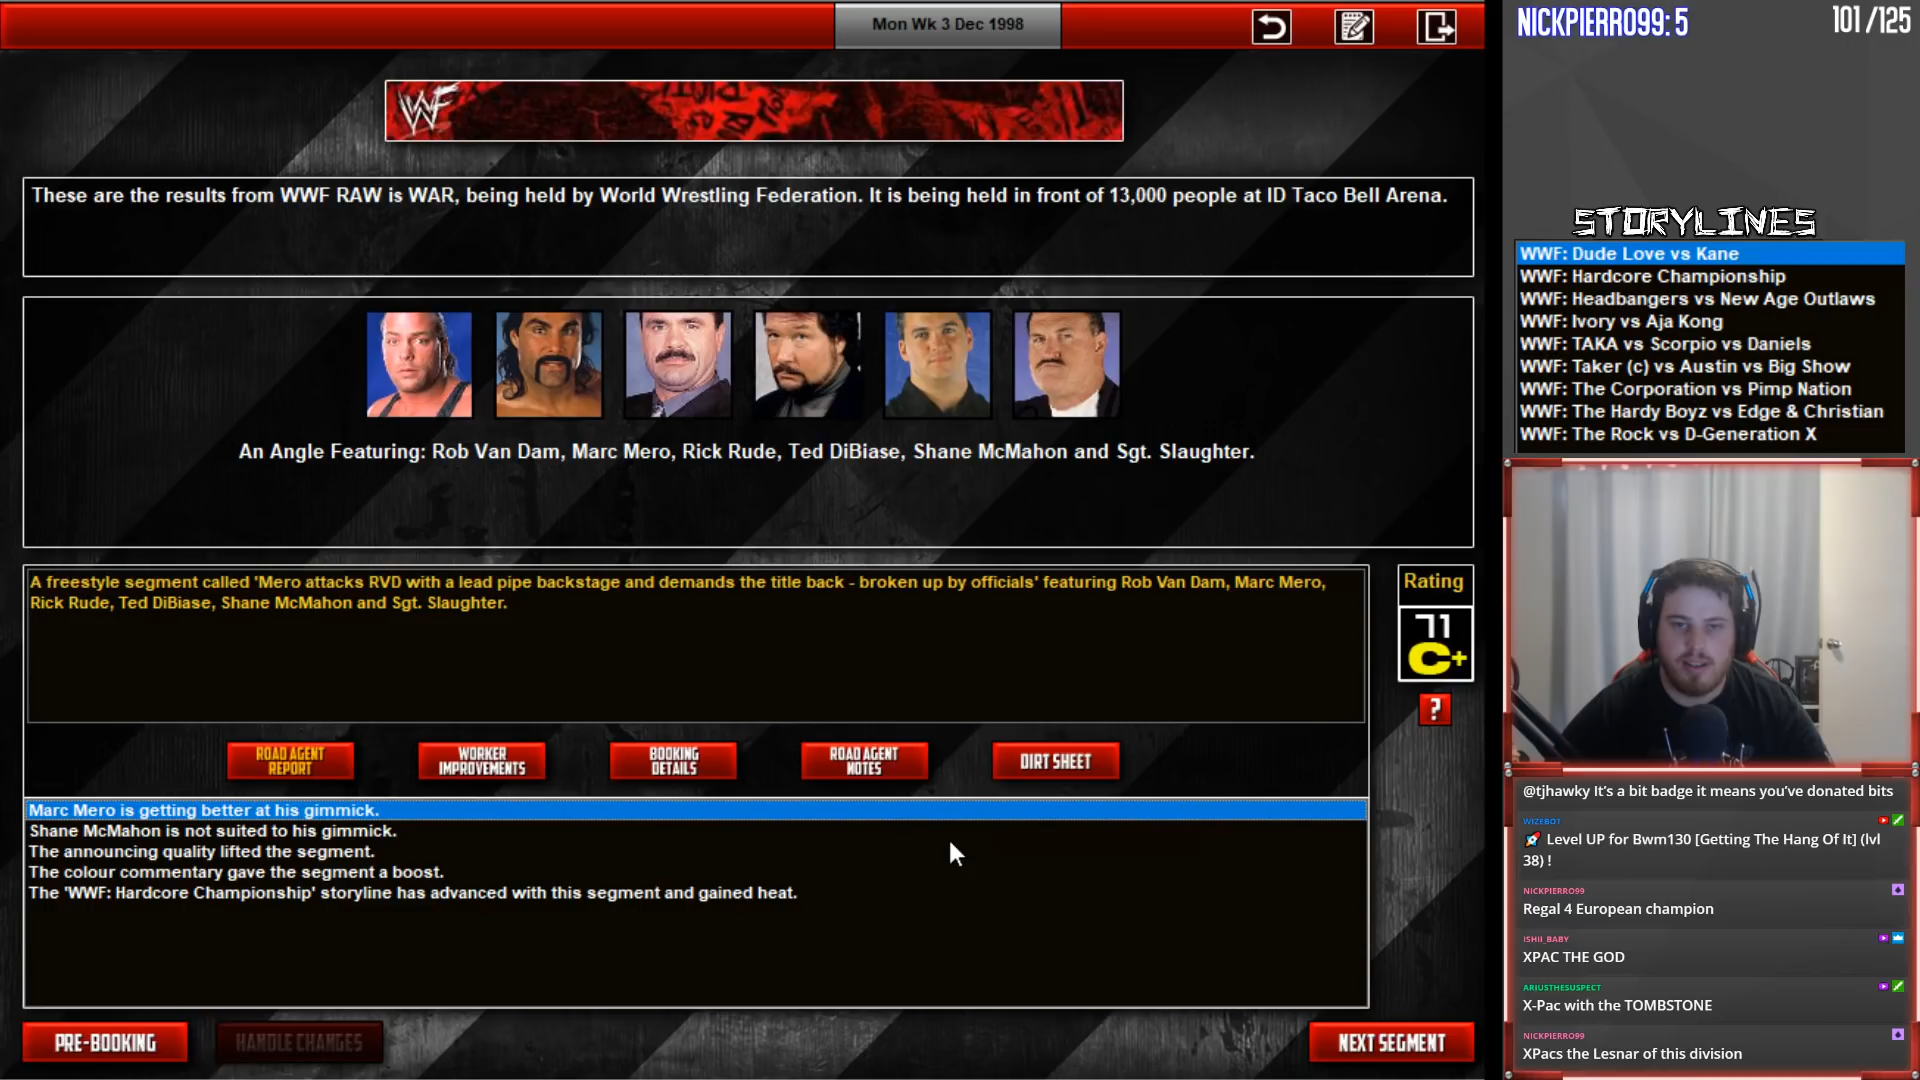 Mon Wk 3 Dec 1998
NICKPIERRO99: 5
101 /125
WWF
These are the results from WWF RAW is WAR, being held by World Wrestling Federation. It is being held in front of 13,000 people at ID Taco Bell Arena.
STORYLINES
WWF: Dude Love vs Kane
WWF: Hardcore Championship
WWF: Headbangers vs New Age Outlaws
WWF: Ivory vs Aja Kong
WWF: TAKA vs Scorpio vs Daniels
WWF: Taker (c) vs Austin vs Big Show
WWF: The Corporation vs Pimp Nation
WWF: The Hardy Boyz vs Edge & Christian
WWF: The Rock vs D-Generation X
An Angle Featuring: Rob Van Dam, Marc Mero, Rick Rude, Ted DiBiase, Shane McMahon and Sgt. Slaughter.
A freestyle segment called 'Mero attacks RVD with a lead pipe backstage and demands the title back - broken up by officials' featuring Rob Van Dam, Marc Mero,
Rick Rude, Ted DiBiase, Shane McMahon and Sgt. Slaughter.
Rating
71
C+
?
ROAD AGENT
REPORT
WORKER
IMPROVEMENTS
BOOKING
DETAILS
ROAD AGENT
NOTES
DIRT SHEET
Marc Mero is getting better at his gimmick.
Shane McMahon is not suited to his gimmick.
The announcing quality lifted the segment.
The colour commentary gave the segment a boost.
The 'WWF: Hardcore Championship' storyline has advanced with this segment and gained heat.
PRE-BOOKING
HANDLE CHANGES
NEXT SEGMENT
@tjhawky It's a bit badge it means you've donated bits
WIZEBOT
Level UP for Bwm130 [Getting The Hang Of It] (lvl
38) !
NICKPIERRO99
Regal 4 European champion
ISHII_BABY
XPAC THE GOD
ARIUSTHESUSPECT
X-Pac with the TOMBSTONE
NICKPIERRO99
XPacs the Lesnar of this division